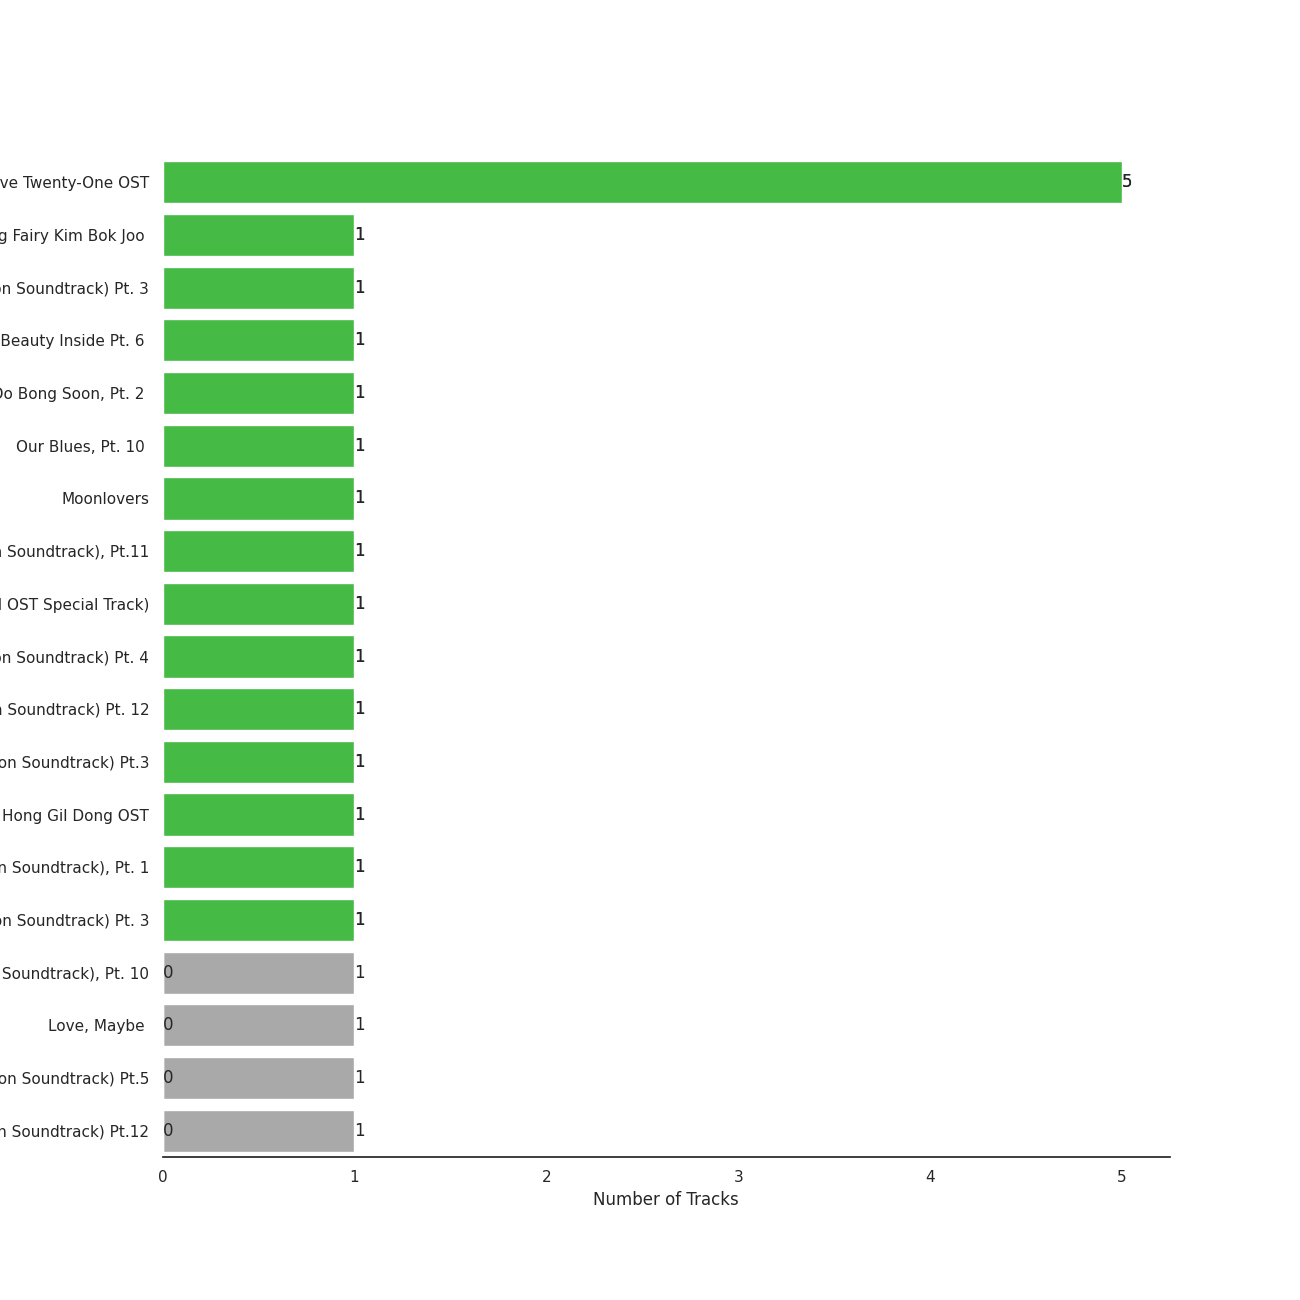 ve Twenty-One OST 5
g Fairy Kim Bok Joo 1
on Soundtrack) Pt. 3 1
Beauty Inside Pt. 6 1
Do Bong Soon, Pt. 2 1
Our Blues, Pt. 10 1
Moonlovers 1
n Soundtrack), Pt.11 1
OST Special Track) 1
on Soundtrack) Pt. 4 1
n Soundtrack) Pt. 12 1
on Soundtrack) Pt.3 1
Hong Gil Dong OST 1
n Soundtrack), Pt. 1 1
on Soundtrack) Pt. 3 1
Soundtrack), Pt. 10 0 1
Love, Maybe 0 1
on Soundtrack) Pt.5 0 1
n Soundtrack) Pt.12 0 1
0 1 2 3 4 5
Number of Tracks